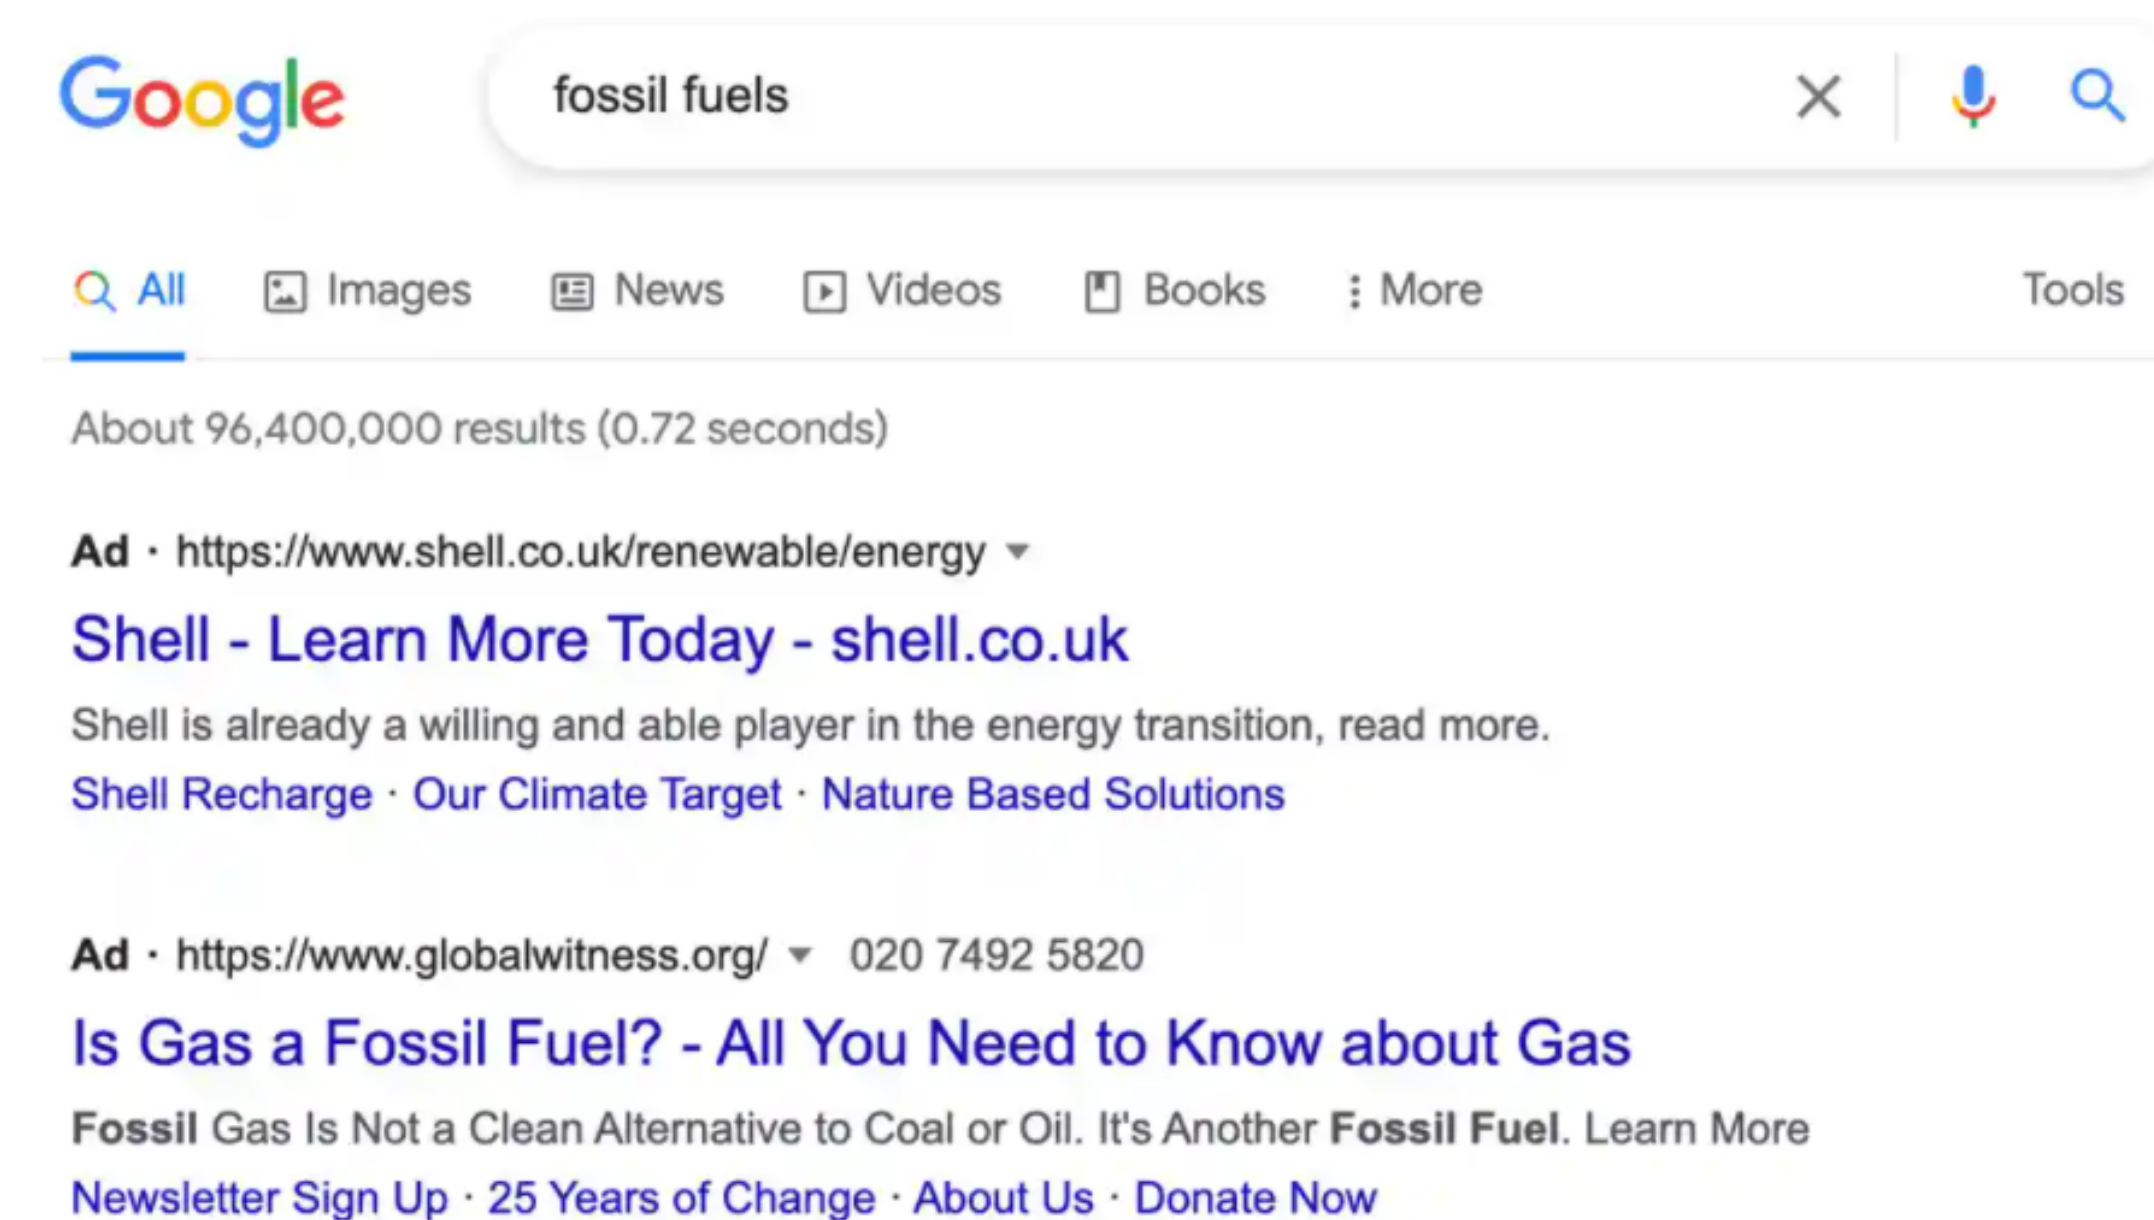 Google fossil fuels
All Images News Videos Books More Tools
About 96,400,000 results (0.72 seconds)
Ad · https://www.shell.co.uk/renewable/energy
Shell - Learn More Today - shell.co.uk
Shell is already a willing and able player in the energy transition, read more.
Shell Recharge · Our Climate Target · Nature Based Solutions
Ad · https://www.globalwitness.org/ 020 7492 5820
Is Gas a Fossil Fuel? - All You Need to Know about Gas
Fossil Gas Is Not a Clean Alternative to Coal or Oil. It's Another Fossil Fuel. Learn More
Newsletter Sign Up · 25 Years of Change · About Us · Donate Now